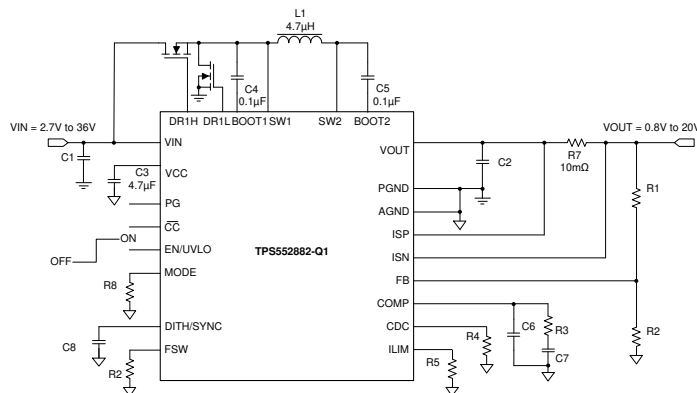 L1
4.7µH
C4
0.1µF
C5
0.1µF
DR1H DR1L BOOT1 SW1 SW2 BOOT2
VIN = 2.7V to 36V
VOUT = 0.8V to 20V
C1
VIN
VOUT
C2
R7
10mΩ
C3
4.7µF
VCC
PGND
R1
PG
AGND
CC
ON
ISP
OFF
EN/UVLO
TPS552882-Q1
ISN
MODE
FB
R8
COMP
DITH/SYNC
CDC
C6
R3
R4
R2
C8
FSW
ILIM
C7
R2
R5